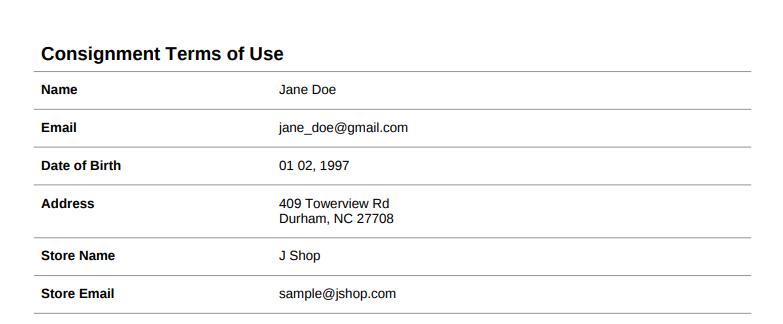 Consignment Terms of Use
Name Jane Doe
Email jane_doe@gmail.com
Date of Birth 01 02, 1997
Address 409 Towerview Rd
Durham, NC 27708
Store Name J Shop
Store Email sample@jshop.com